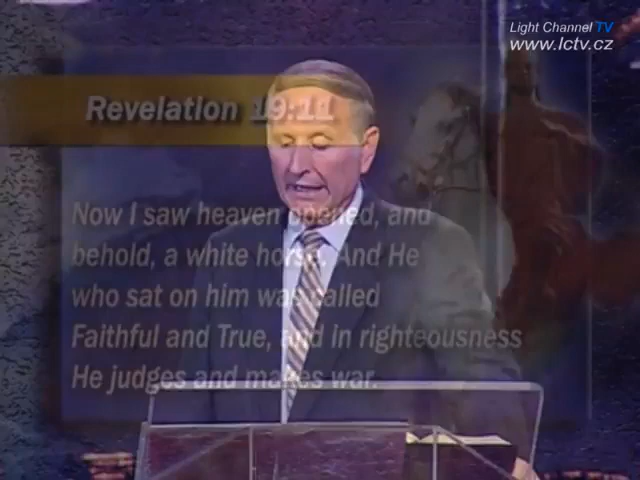 Light Channel TV
www.lctv.cz
Revelation 19:11
Now I saw heaven opened, and
behold, a white horse. And He
who sat on him was called
Faithful and True, and in righteousness
He judges and makes war.